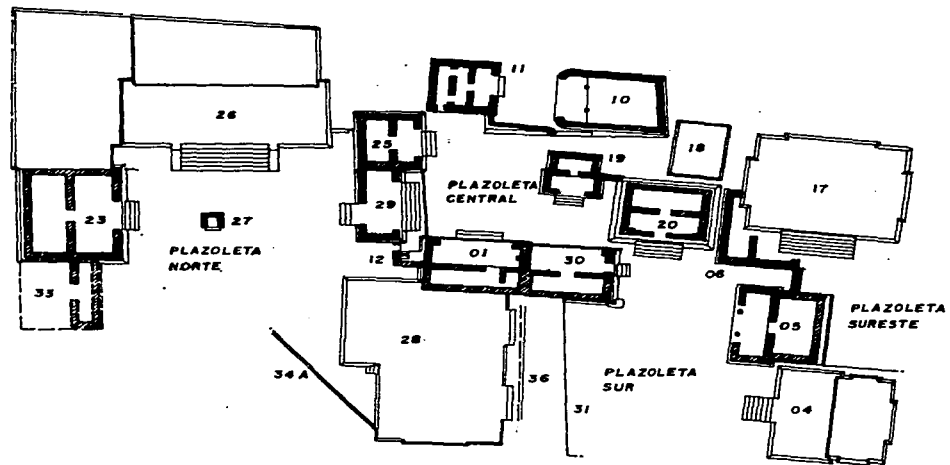 11
10
26
25
19
18
17
PLAZOLETA
CENTRAL
23
27
29
20
PLAZOLETA
NORTE
12
01
30
06
33
PLAZOLETA
SURESTE
05
28
34A
36
PLAZOLETA
SUR
31
04